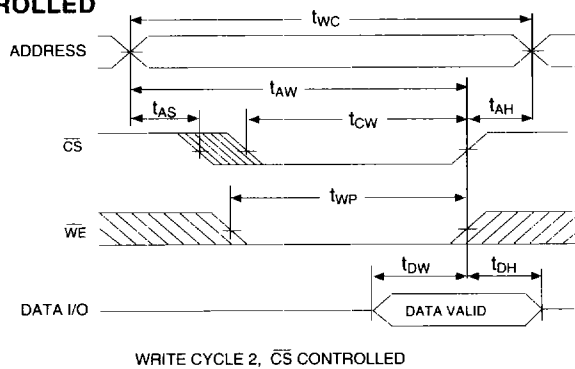 ROLLED
tWC
ADDRESS
tAW
tAS
tCW
tAH
CS
tWP
WE
tDW
tDH
DATA I/O
DATA VALID
WRITE CYCLE 2, CS CONTROLLED